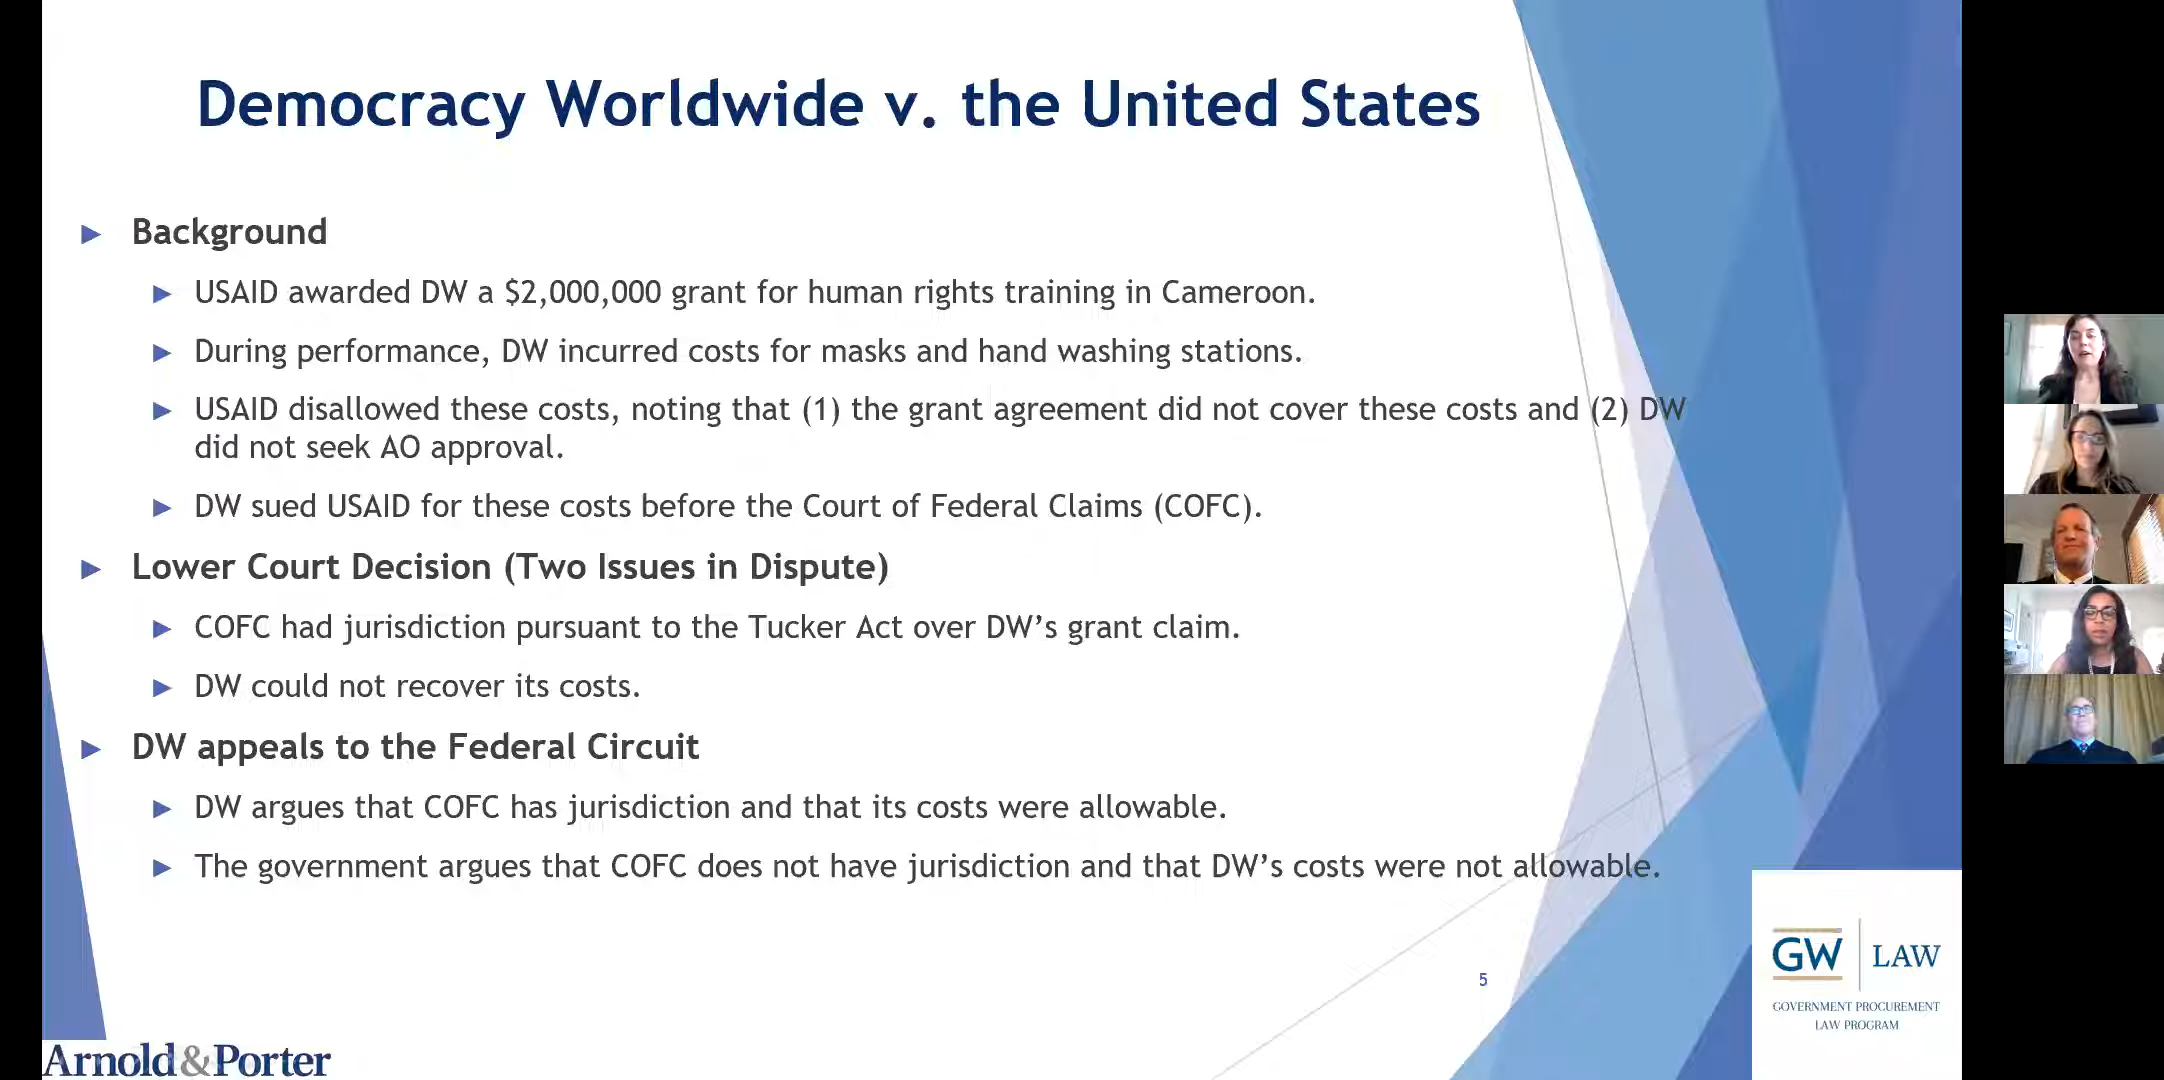 Democracy Worldwide v. the United States
Background
USAID awarded DW a $2,000,000 grant for human rights training in Cameroon.
During performance, DW incurred costs for masks and hand washing stations.
USAID disallowed these costs, noting that (1) the grant agreement did not cover these costs and (2) DW
did not seek AO approval.
DW sued USAID for these costs before the Court of Federal Claims (COFC).
Lower Court Decision (Two Issues in Dispute)
COFC had jurisdiction pursuant to the Tucker Act over DW’s grant claim.
DW could not recover its costs.
DW appeals to the Federal Circuit
DW argues that COFC has jurisdiction and that its costs were allowable.
The government argues that COFC does not have jurisdiction and that DW’s costs were not allowable.
5
GW LAW
GOVERNMENT PROCUREMENT
LAW PROGRAM
Arnold&Porter